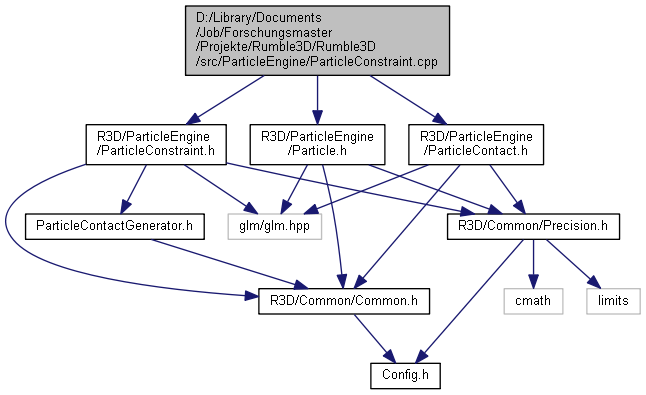 D:/Library/Documents
/Job/Forschungsmaster
/Projekte/Rumble3D/Rumble3D
/src/ParticleEngine/ParticleConstraint.cpp
R3D/ParticleEngine
/ParticleConstraint.h
R3D/ParticleEngine
/Particle.h
R3D/ParticleEngine
/ParticleContact.h
ParticleContactGenerator.h
glm/glm.hpp
R3D/Common/Precision.h
R3D/Common/Common.h
cmath
limits
Config.h